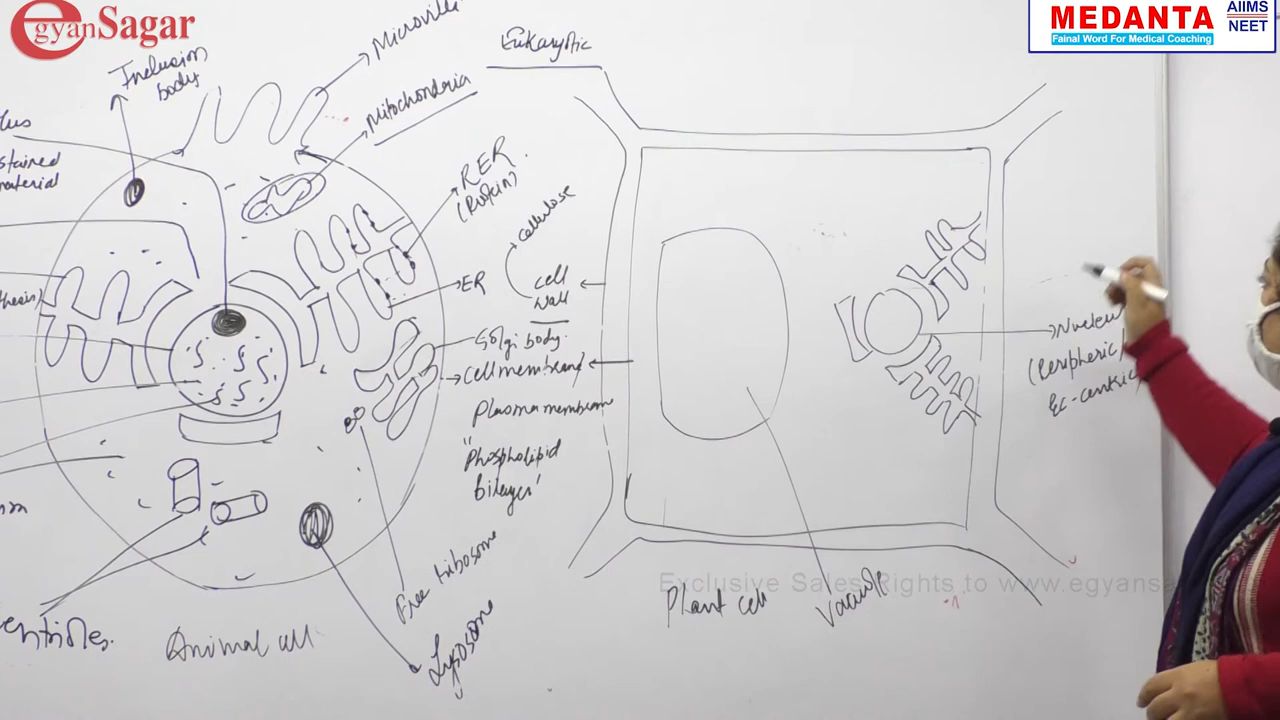 egyanSagar
MEDANTA
Fainal Word For Medical Coaching
AIIMS
NEET
Inclusion
body
Microvilli
Mitochondria
Eukaryotic
stained
material
RER
(Protein)
ER
cellulose
cell
wall
Golgi body
cell membrane/
Plasma membrane
"Phospholipid
bilayer"
Free ribosome
Lysosome
Animal cell
Plant cell
Vacuole
Nucleus
(Peripheric/
Ec-centric
Exclusive Sales Rights to www.egyansa